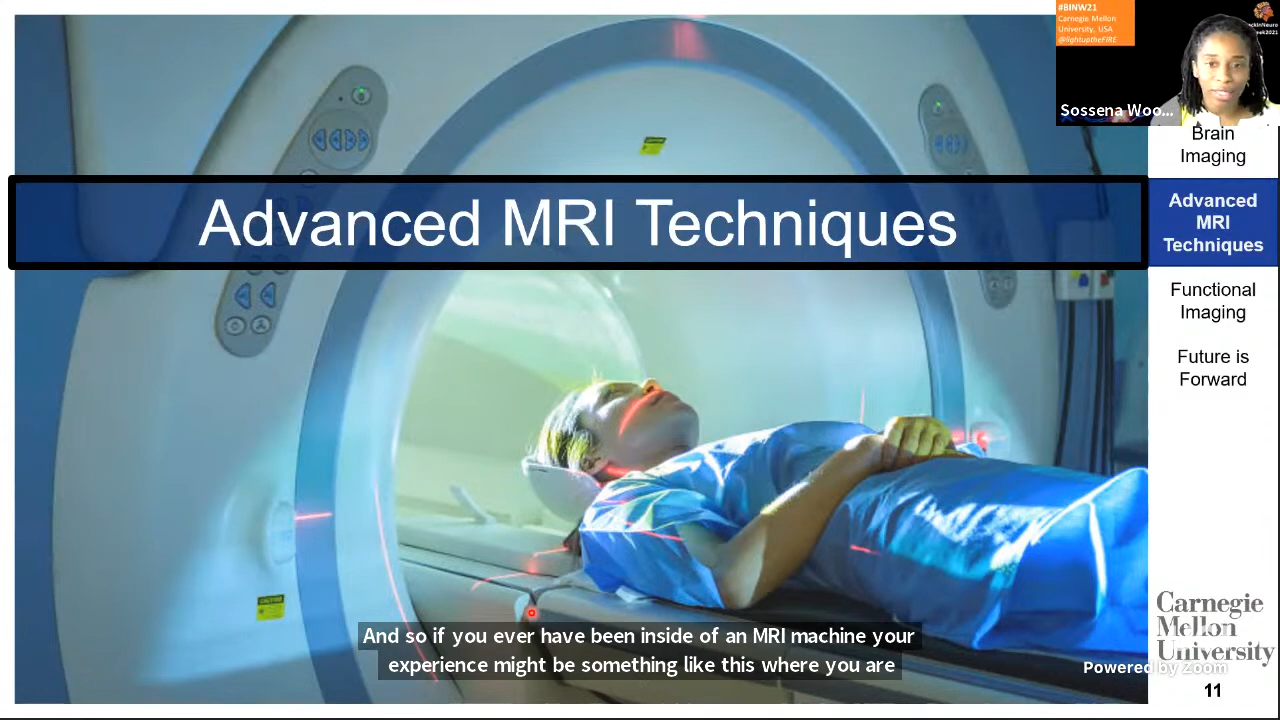 #BINW21
Carnegie Mellon
University, USA
@lightuptheFIRE
Sossena Woo...
Brain
Imaging
Advanced MRI Techniques
Advanced
MRI
Techniques
Functional
Imaging
Future is
Forward
Carnegie
Mellon
University
And so if you ever have been inside of an MRI machine your
experience might be something like this where you are
Powered by Zoom
11